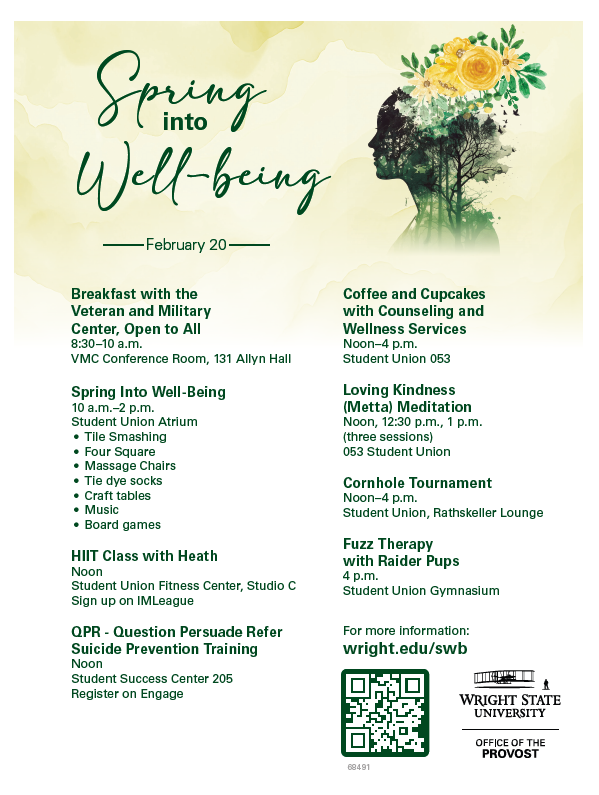 Spring
into
Well-being
February 20
Breakfast with the
Veteran and Military
Center, Open to All
8:30–10 a.m.
VMC Conference Room, 131 Allyn Hall
Spring Into Well-Being
10 a.m.–2 p.m.
Student Union Atrium
• Tile Smashing
• Four Square
• Massage Chairs
• Tie dye socks
• Craft tables
• Music
• Board games
HIIT Class with Heath
Noon
Student Union Fitness Center, Studio C
Sign up on IMLeague
QPR - Question Persuade Refer
Suicide Prevention Training
Noon
Student Success Center 205
Register on Engage
Coffee and Cupcakes
with Counseling and
Wellness Services
Noon–4 p.m.
Student Union 053
Loving Kindness
(Metta) Meditation
Noon, 12:30 p.m., 1 p.m.
(three sessions)
053 Student Union
Cornhole Tournament
Noon–4 p.m.
Student Union, Rathskeller Lounge
Fuzz Therapy
with Raider Pups
4 p.m.
Student Union Gymnasium
For more information:
wright.edu/swb
68491
WRIGHT STATE
UNIVERSITY
OFFICE OF THE
PROVOST